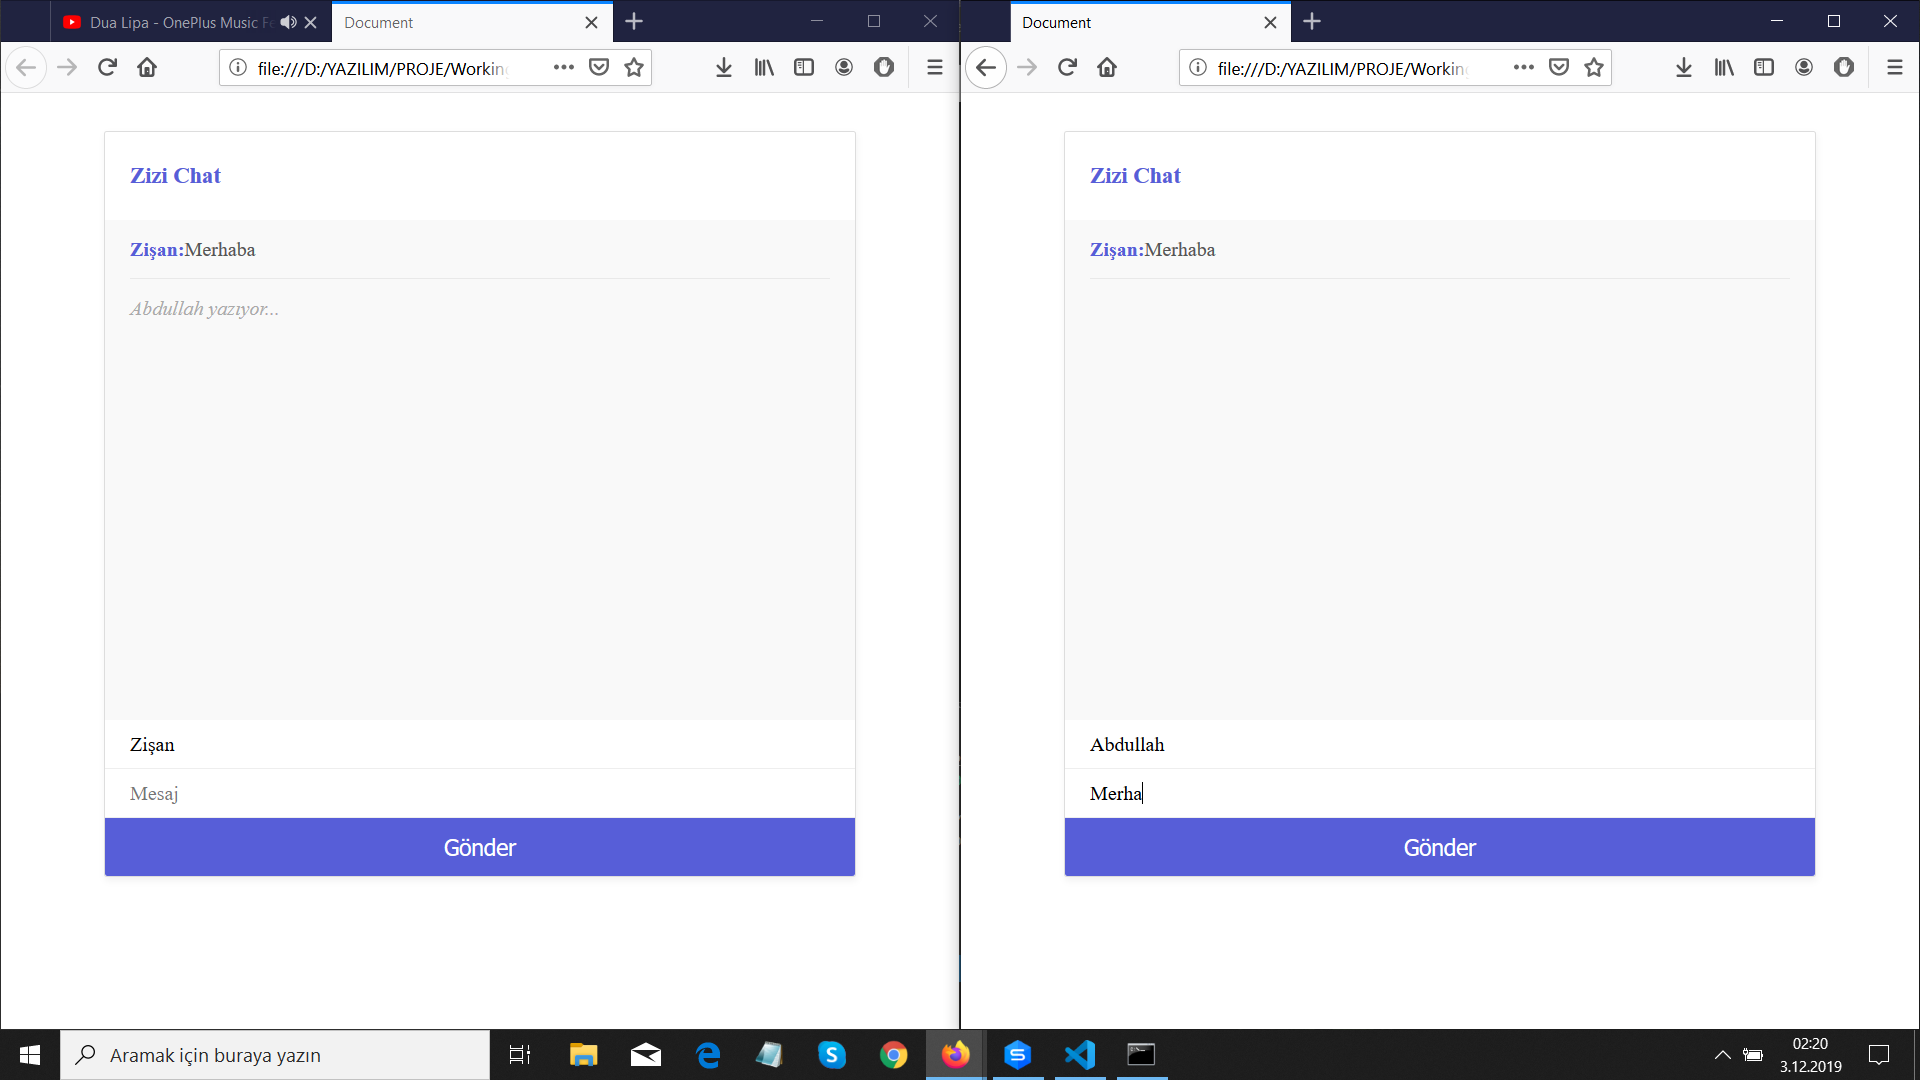 Dua Lipa - OnePlus Music Fe
Document
file:///D:/YAZILIM/PROJE/Working
Zizi Chat
Zişan:Merhaba
Abdullah yazıyor...
Zişan
Mesaj
Gönder
Document
file:///D:/YAZILIM/PROJE/Working
Zizi Chat
Zişan:Merhaba
Abdullah
Merha
Gönder
Aramak için buraya yazın
02:20
3.12.2019